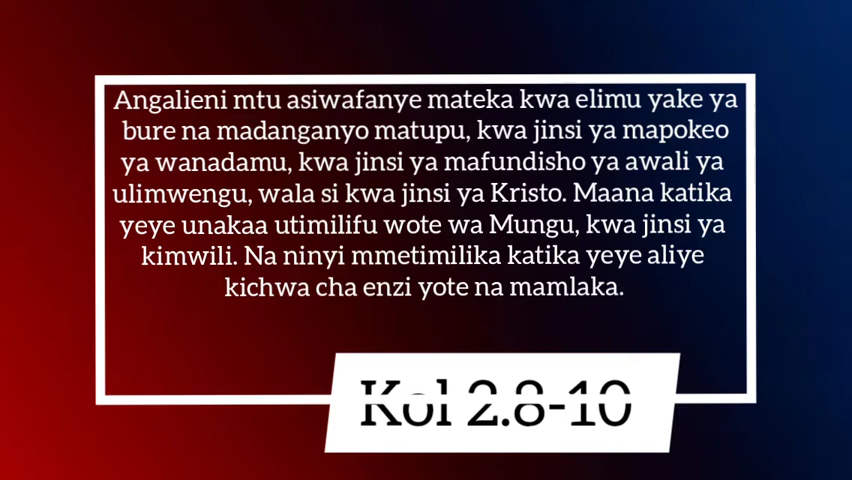 Angalieni mtu asiwafanye mateka kwa elimu yake ya
bure na madanganyo matupu, kwa jinsi ya mapokeo
ya wanadamu, kwa jinsi ya mafundisho ya awali ya
ulimwengu, wala si kwa jinsi ya Kristo. Maana katika
yeye unakaa utimilifu wote wa Mungu, kwa jinsi ya
kimwili. Na ninyi mmetimilika katika yeye aliye
kichwa cha enzi yote na mamlaka.
Kol 2.8-10